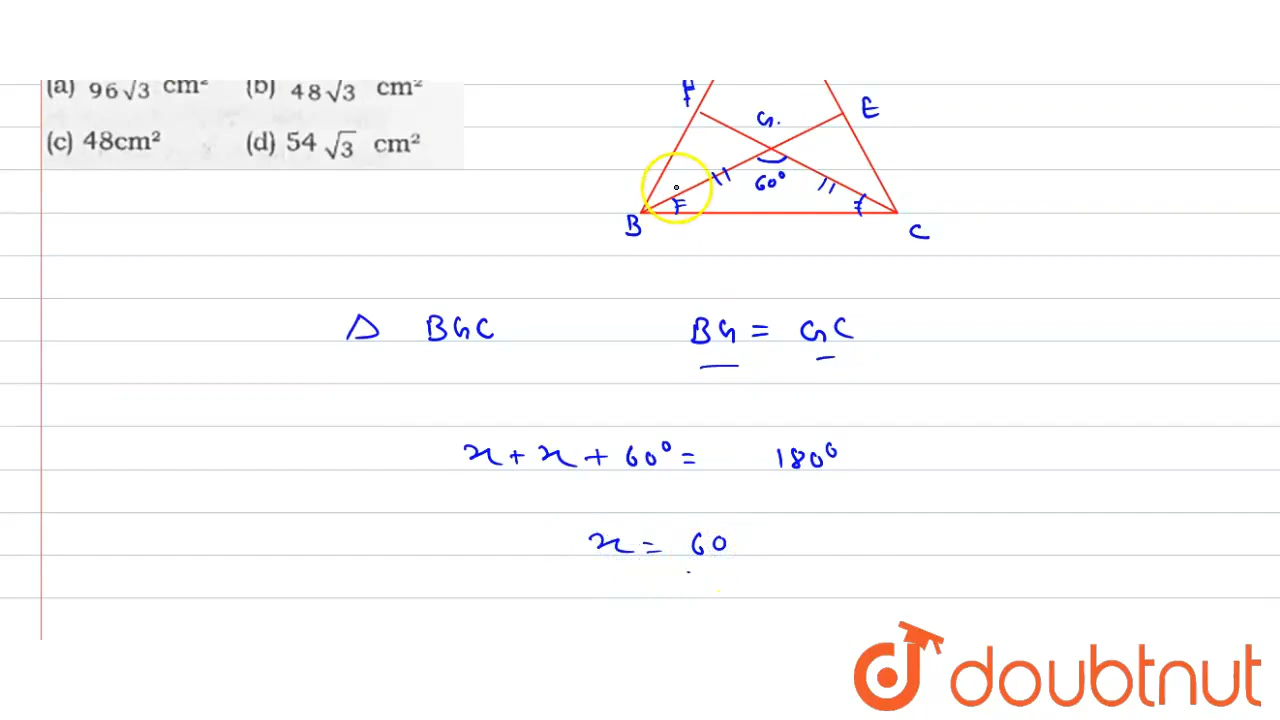 (a) 96√3 cm² (b) 48√3 cm²
(c) 48cm² (d) 54 √3 cm²
F
E
G.
60°
B
C
Δ BGC BG = GC
x + x + 60° = 180°
x = 60
doubtnut